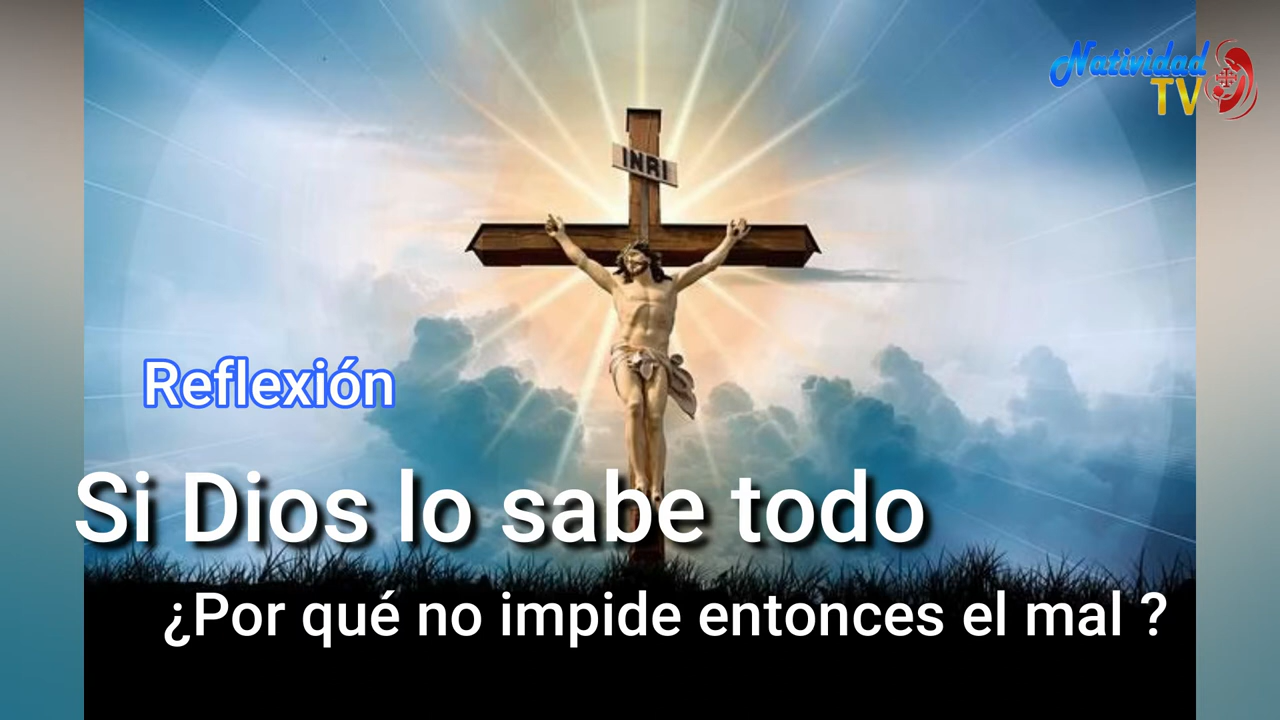 Natividad
TV
INRI
Reflexión
Si Dios lo sabe todo
¿Por qué no impide entonces el mal ?